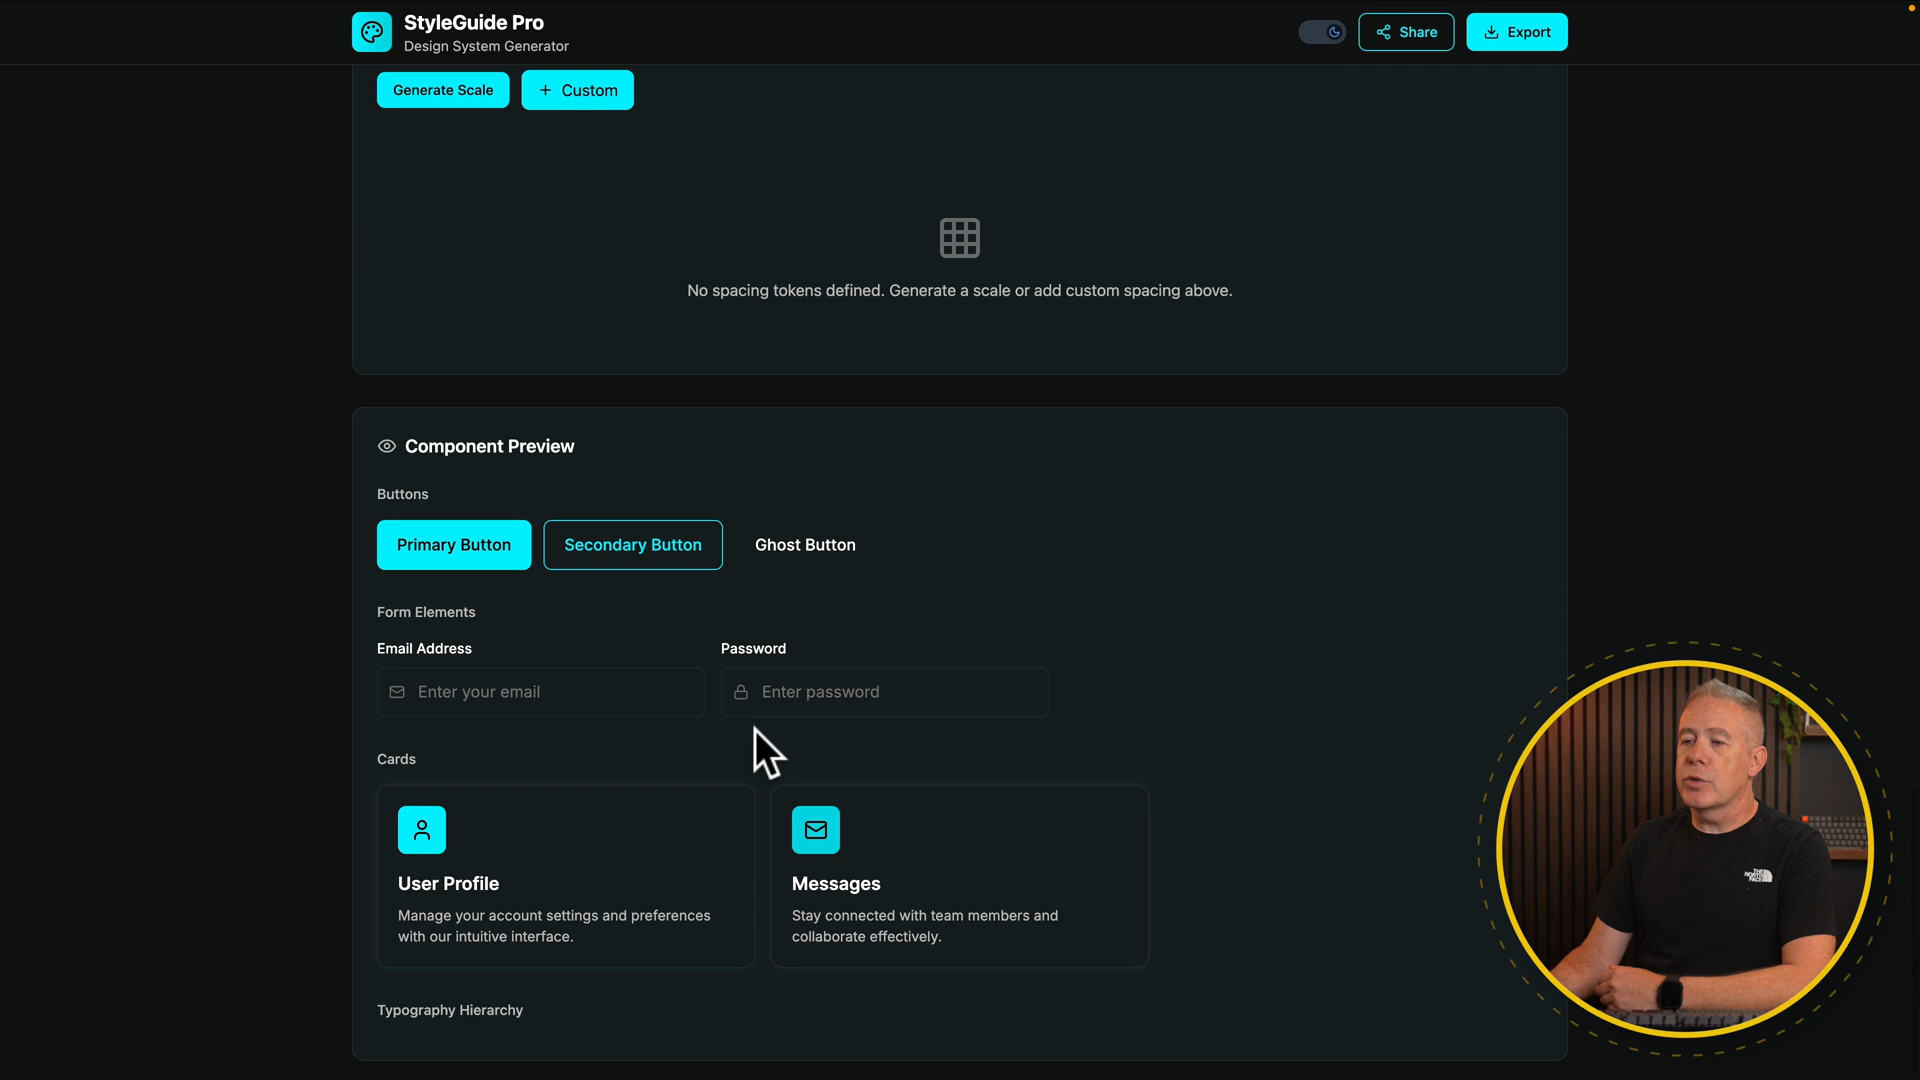 StyleGuide Pro
Design System Generator
Share
Export
Generate Scale
+ Custom
No spacing tokens defined. Generate a scale or add custom spacing above.
Component Preview
Buttons
Primary Button
Secondary Button
Ghost Button
Form Elements
Email Address
Password
Enter your email
Enter password
Cards
User Profile
Manage your account settings and preferences
with our intuitive interface.
Messages
Stay connected with team members and
collaborate effectively.
Typography Hierarchy
THE
NORTH
FACE